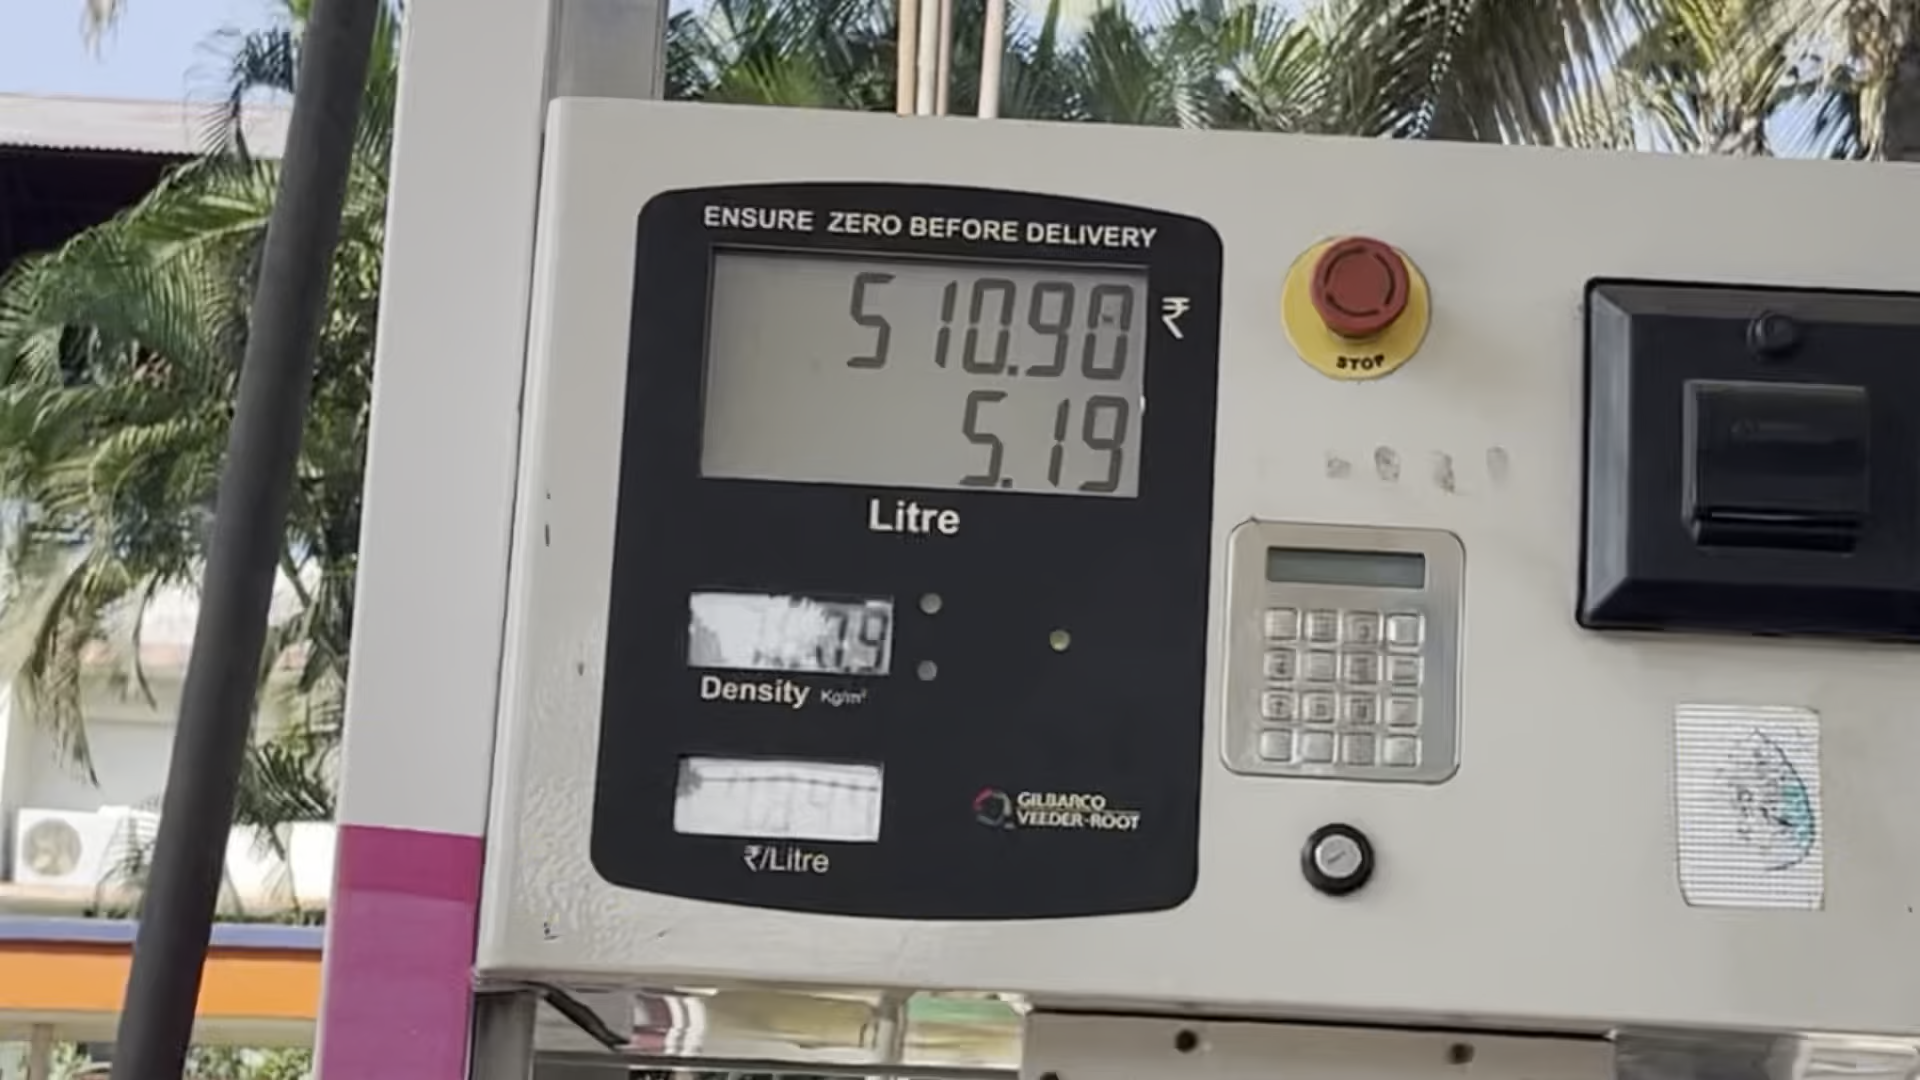 ENSURE ZERO BEFORE DELIVERY
510.90 ₹
5.19
Litre
Density Kg/m³
₹/Litre
GILBARCO
VEEDER-ROOT
STOP